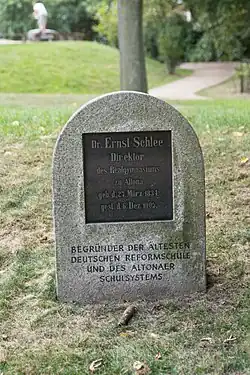 Dr. Ernst Schlee
Direktor
des Realgymnasiums
zu Altona
geb. d. 23. März 1834
gest. d. 6. Dez. 1905
BEGRÜNDER DER ÄLTESTEN
DEUTSCHEN REFORMSCHULE
UND DES ALTONAER
SCHULSYSTEMS